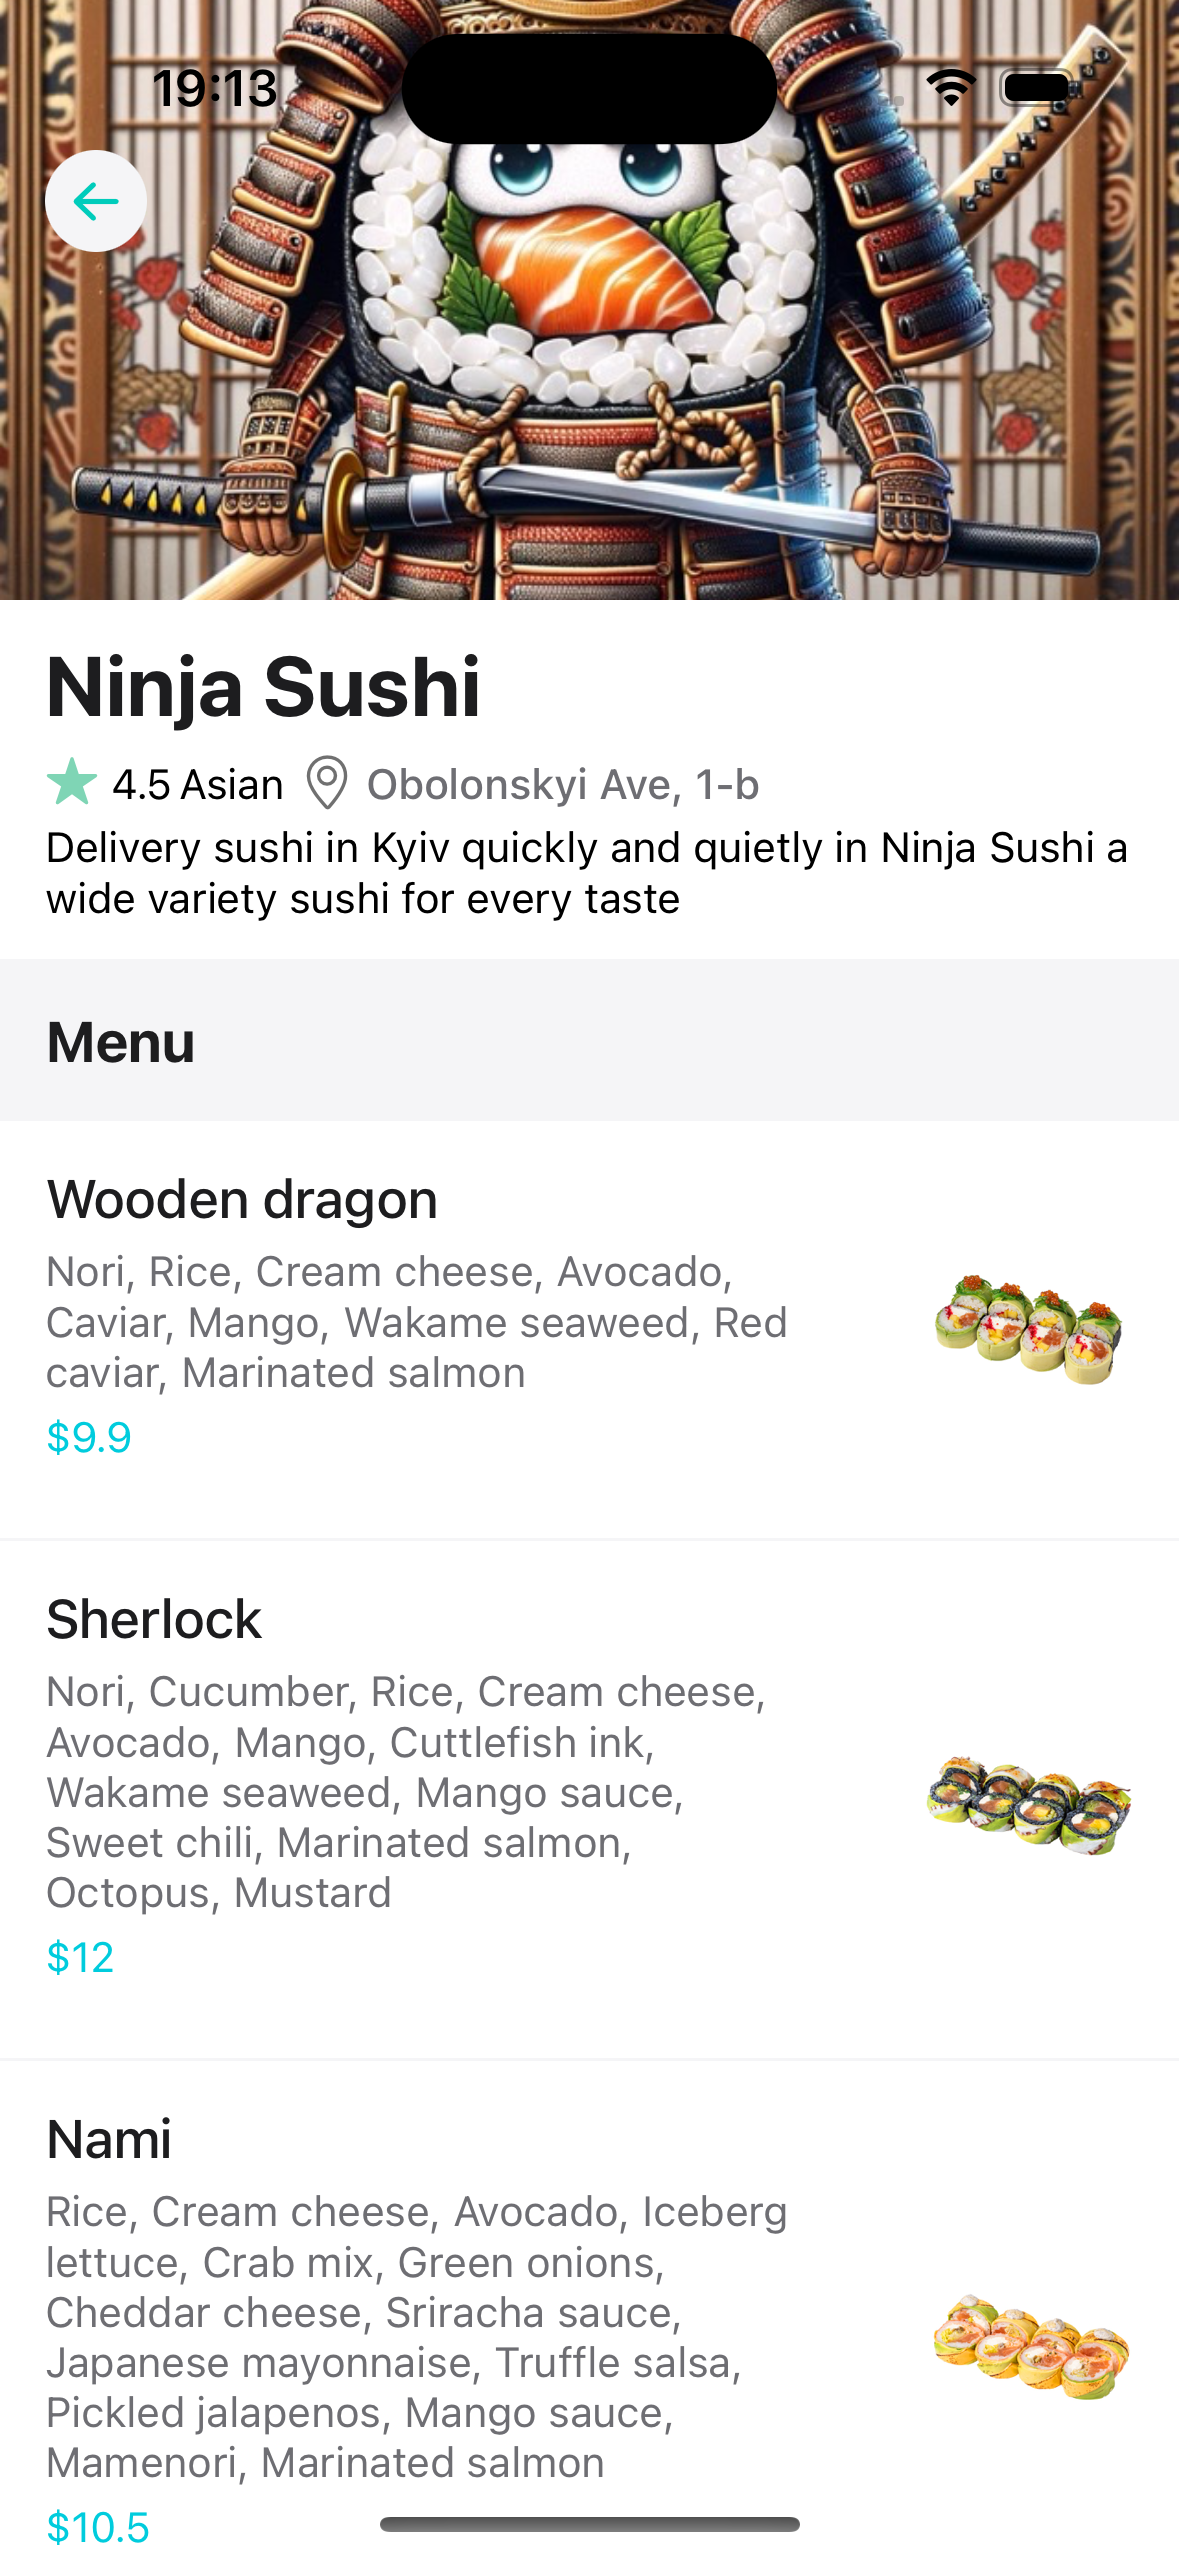 19:13
Ninja Sushi
4.5 Asian Obolonskyi Ave, 1-b
Delivery sushi in Kyiv quickly and quietly in Ninja Sushi a
wide variety sushi for every taste
Menu
Wooden dragon
Nori, Rice, Cream cheese, Avocado,
Caviar, Mango, Wakame seaweed, Red
caviar, Marinated salmon
$9.9
Sherlock
Nori, Cucumber, Rice, Cream cheese,
Avocado, Mango, Cuttlefish ink,
Wakame seaweed, Mango sauce,
Sweet chili, Marinated salmon,
Octopus, Mustard
$12
Nami
Rice, Cream cheese, Avocado, Iceberg
lettuce, Crab mix, Green onions,
Cheddar cheese, Sriracha sauce,
Japanese mayonnaise, Truffle salsa,
Pickled jalapenos, Mango sauce,
Mamenori, Marinated salmon
$10.5